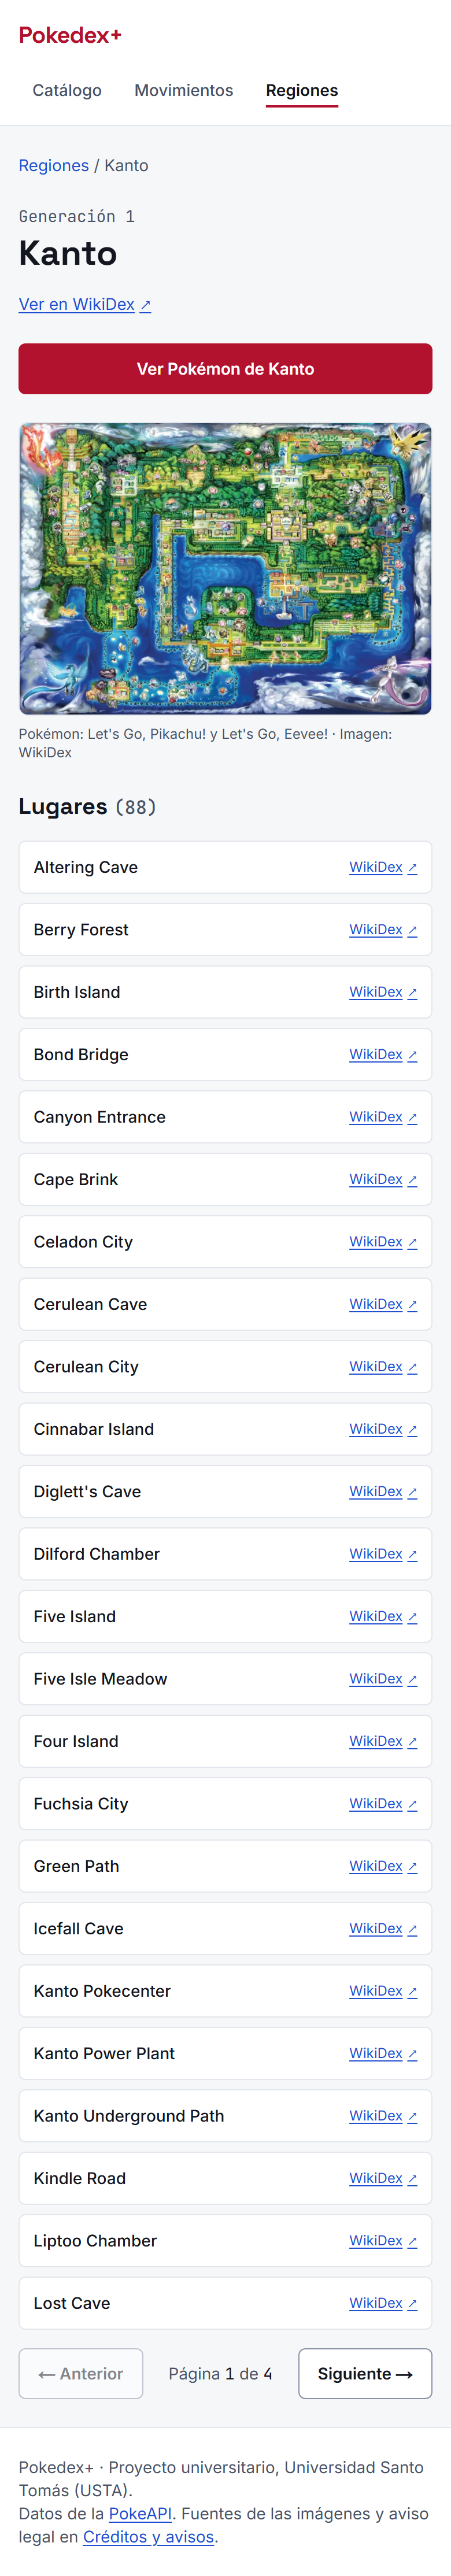 Pokedex+
Catálogo Movimientos Regiones
Regiones / Kanto
Generación 1
Kanto
Ver en WikiDex ↗
Ver Pokémon de Kanto
Pokémon: Let's Go, Pikachu! y Let's Go, Eevee! · Imagen:
WikiDex
Lugares (88)
Altering Cave WikiDex ↗
Berry Forest WikiDex ↗
Birth Island WikiDex ↗
Bond Bridge WikiDex ↗
Canyon Entrance WikiDex ↗
Cape Brink WikiDex ↗
Celadon City WikiDex ↗
Cerulean Cave WikiDex ↗
Cerulean City WikiDex ↗
Cinnabar Island WikiDex ↗
Diglett's Cave WikiDex ↗
Dilford Chamber WikiDex ↗
Five Island WikiDex ↗
Five Isle Meadow WikiDex ↗
Four Island WikiDex ↗
Fuchsia City WikiDex ↗
Green Path WikiDex ↗
Icefall Cave WikiDex ↗
Kanto Pokecenter WikiDex ↗
Kanto Power Plant WikiDex ↗
Kanto Underground Path WikiDex ↗
Kindle Road WikiDex ↗
Liptoo Chamber WikiDex ↗
Lost Cave WikiDex ↗
← Anterior Página 1 de 4 Siguiente →
Pokedex+ · Proyecto universitario, Universidad Santo
Tomás (USTA).
Datos de la PokeAPI. Fuentes de las imágenes y aviso
legal en Créditos y avisos.